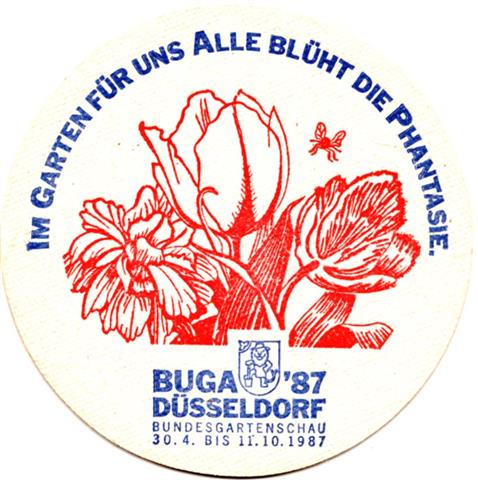 IM GARTEN FÜR UNS ALLE BLÜHT DIE PHANTASIE.
BUGA '87
DÜSSELDORF
BUNDESGARTENSCHAU
30.4. BIS 11.10.1987